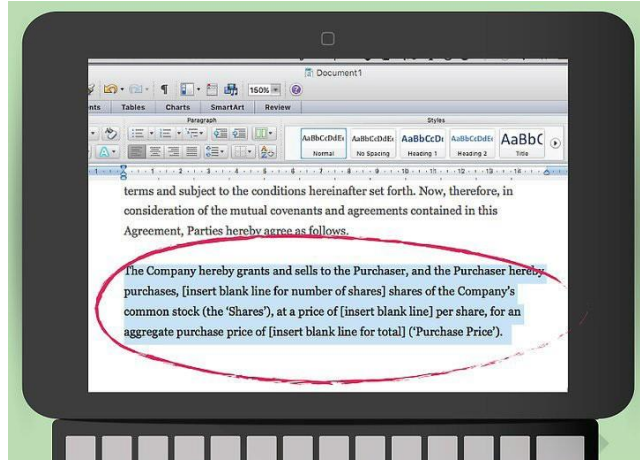 Document1
150%
Tables Charts SmartArt Review
Paragraph Styles
AaBbCcDdEe AaBbCcDdEe AaBbCcDc AaBbCcDdEe AaBbC
Normal No Spacing Heading 1 Heading 2 Title
terms and subject to the conditions hereinafter set forth. Now, therefore, in
consideration of the mutual covenants and agreements contained in this
Agreement, Parties hereby agree as follows.
The Company hereby grants and sells to the Purchaser, and the Purchaser hereby
purchases, [insert blank line for number of shares] shares of the Company's
common stock (the ‘Shares’), at a price of [insert blank line] per share, for an
aggregate purchase price of [insert blank line for total] (‘Purchase Price’).